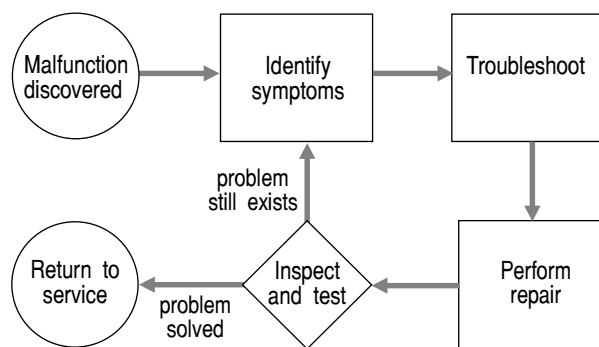 Malfunction
discovered
Identify
symptoms
Troubleshoot
problem
still exists
Return to
service
problem
solved
Inspect
and test
Perform
repair